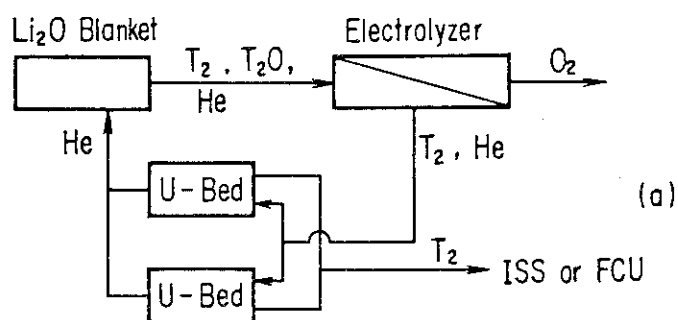 Li₂O Blanket
Electrolyzer
T₂ , T₂O,
He
O₂
He
T₂ , He
U-Bed
(a)
T₂
ISS or FCU
U-Bed